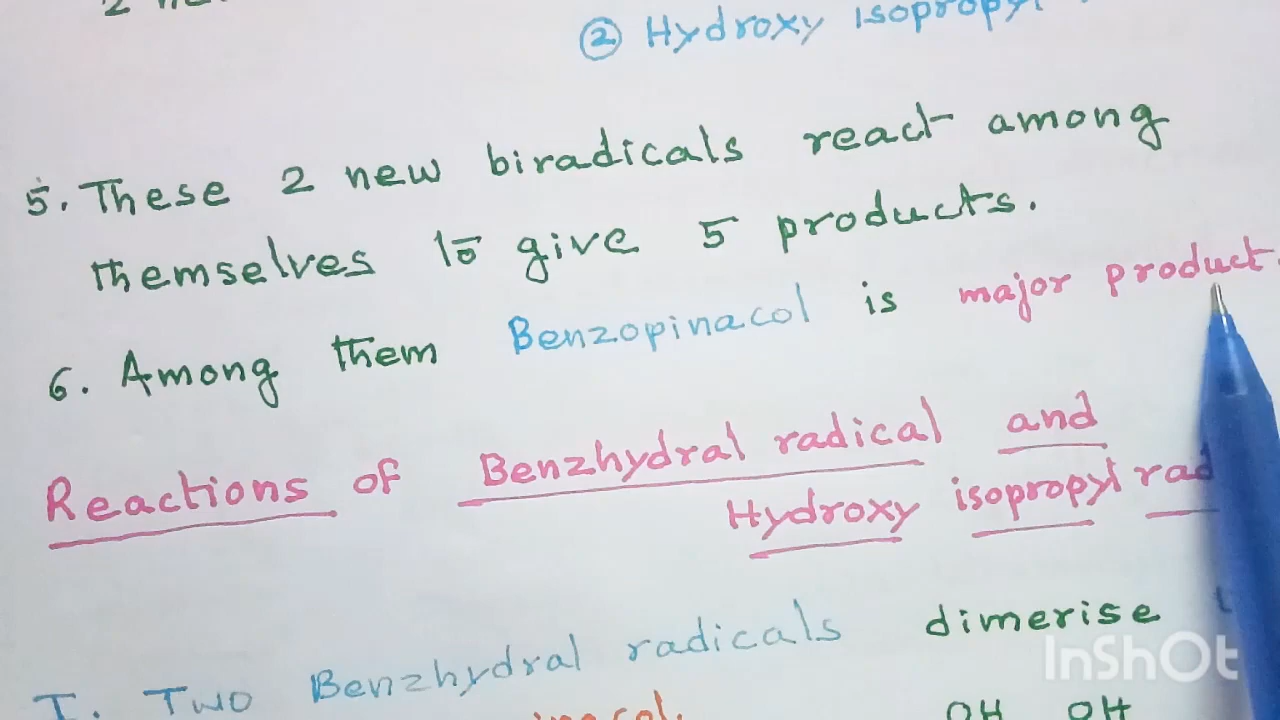 ② Hydroxy isopropyl
5. These 2 new biradicals react among
themselves to give 5 products.
6. Among them Benzopinacol is major product.
Reactions of Benzhydral radical and
Hydroxy isopropyl rad
I. Two Benzhydral radicals dimerise
OH OH
InShOt